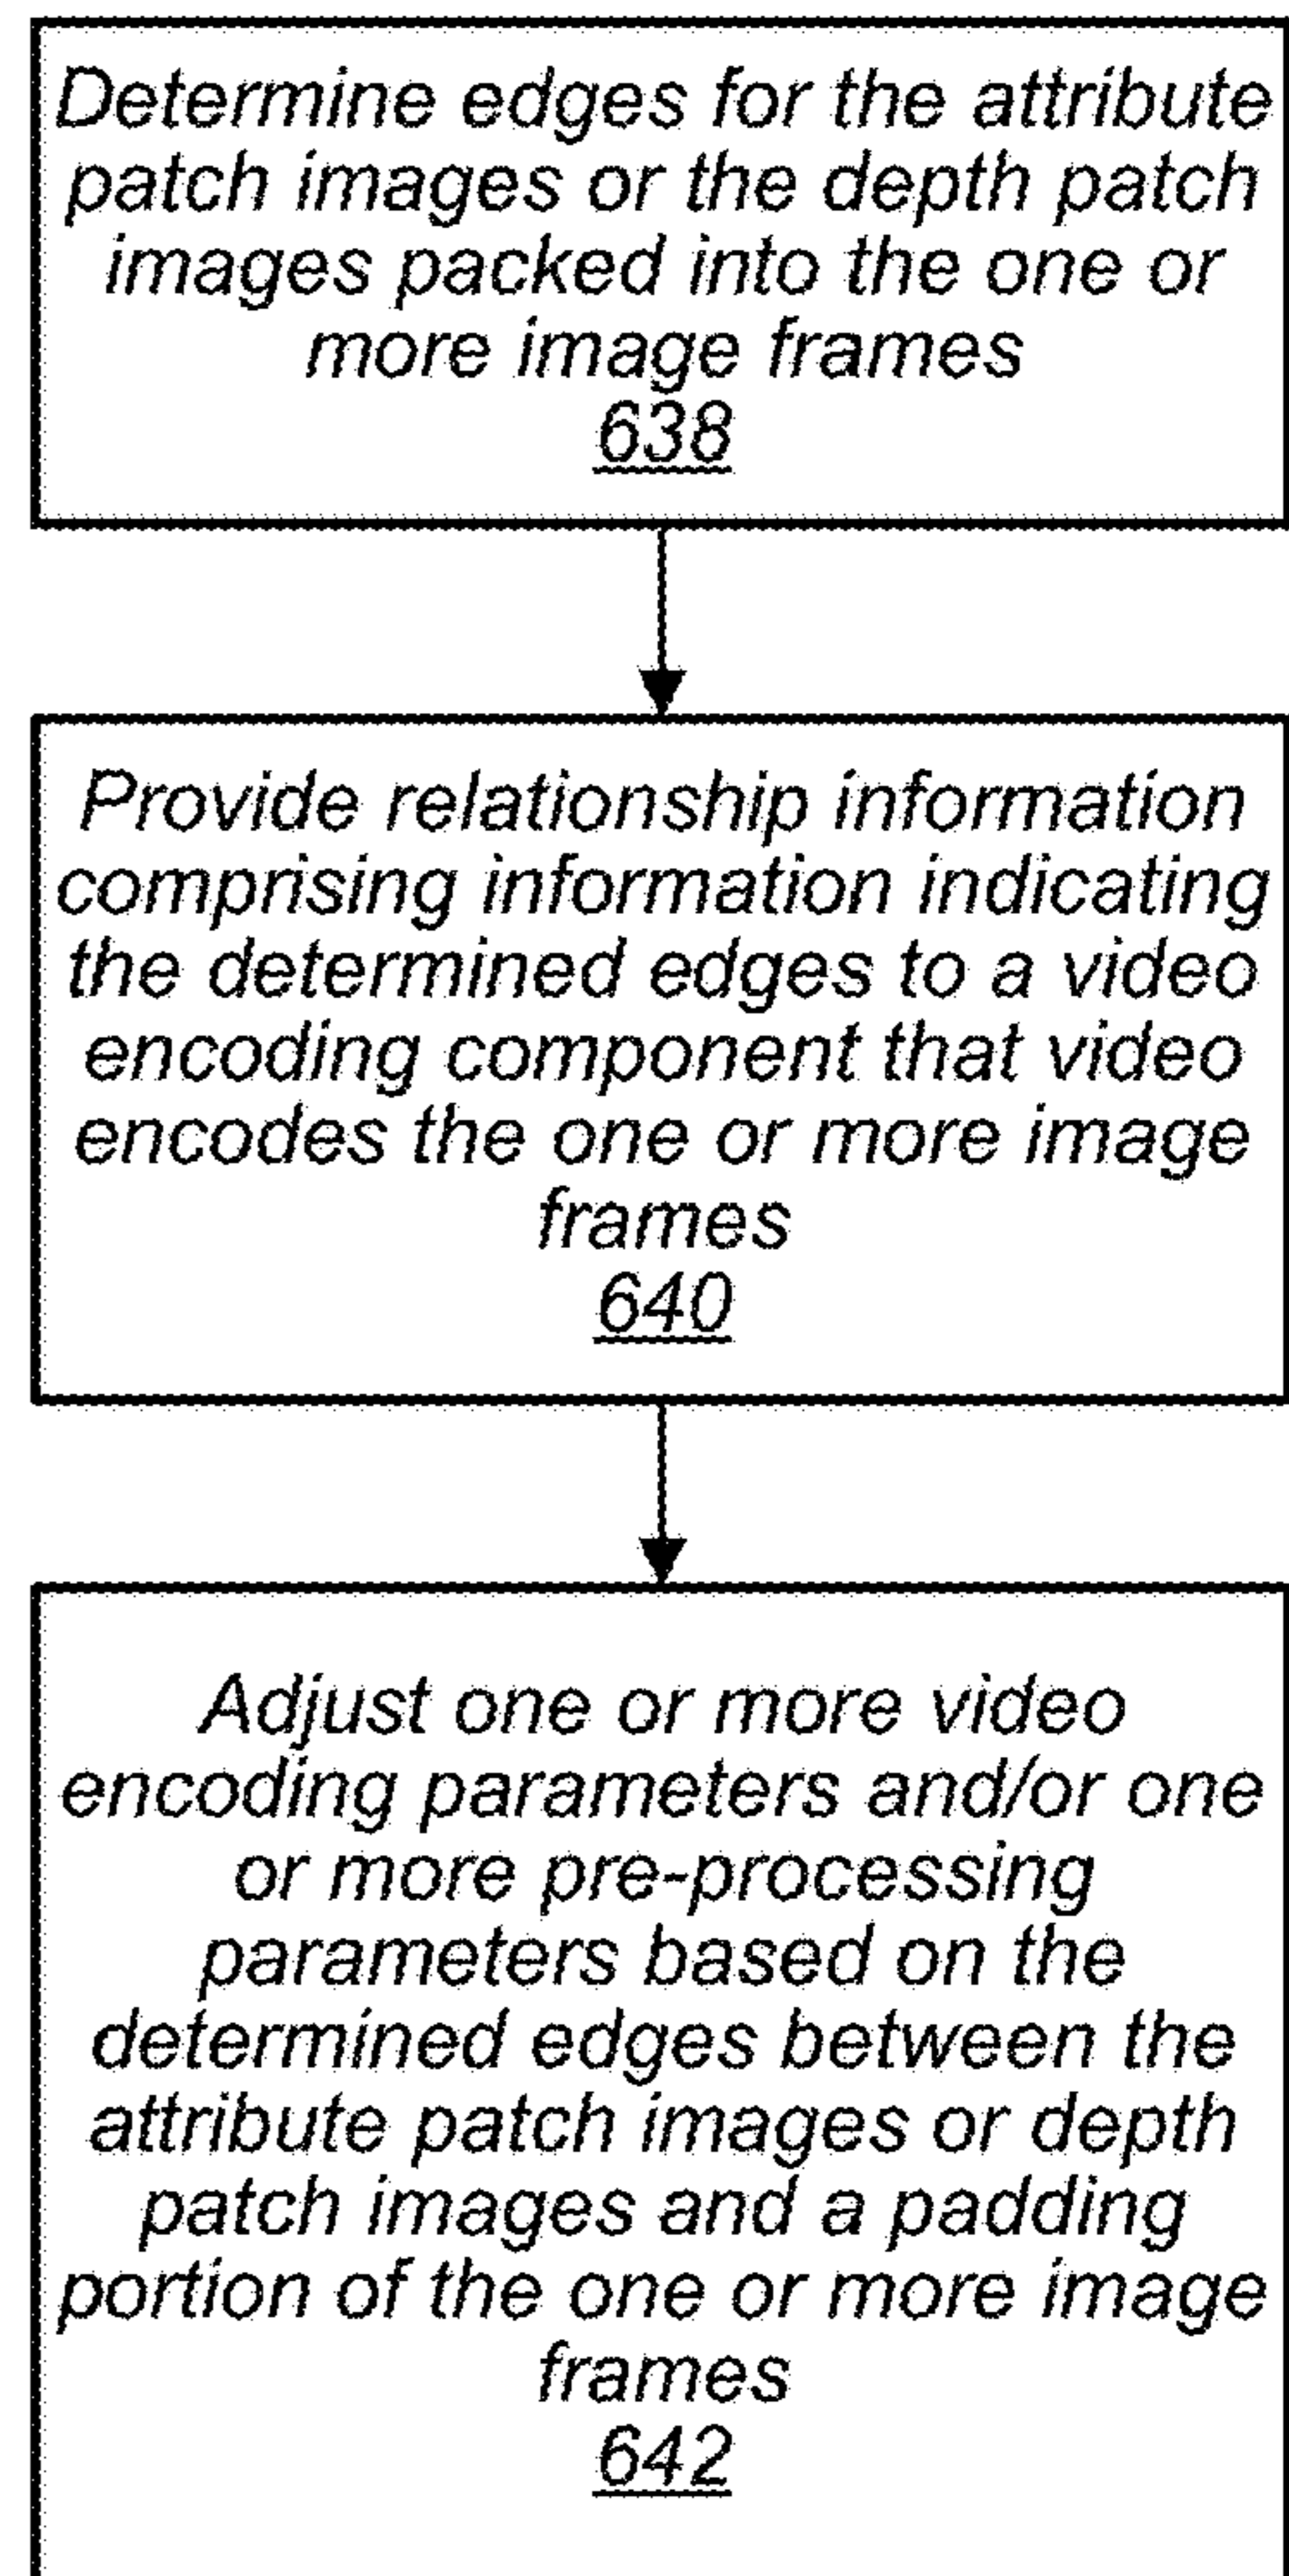 Determine edges for the attribute
patch images or the depth patch
images packed into the one or
more image frames
638
Provide relationship information
comprising information indicating
the determined edges to a video
encoding component that video
encodes the one or more image
frames
640
Adjust one or more video
encoding parameters and/or one
or more pre-processing
parameters based on the
determined edges between the
attribute patch images or depth
patch images and a padding
portion of the one or more image
frames
642